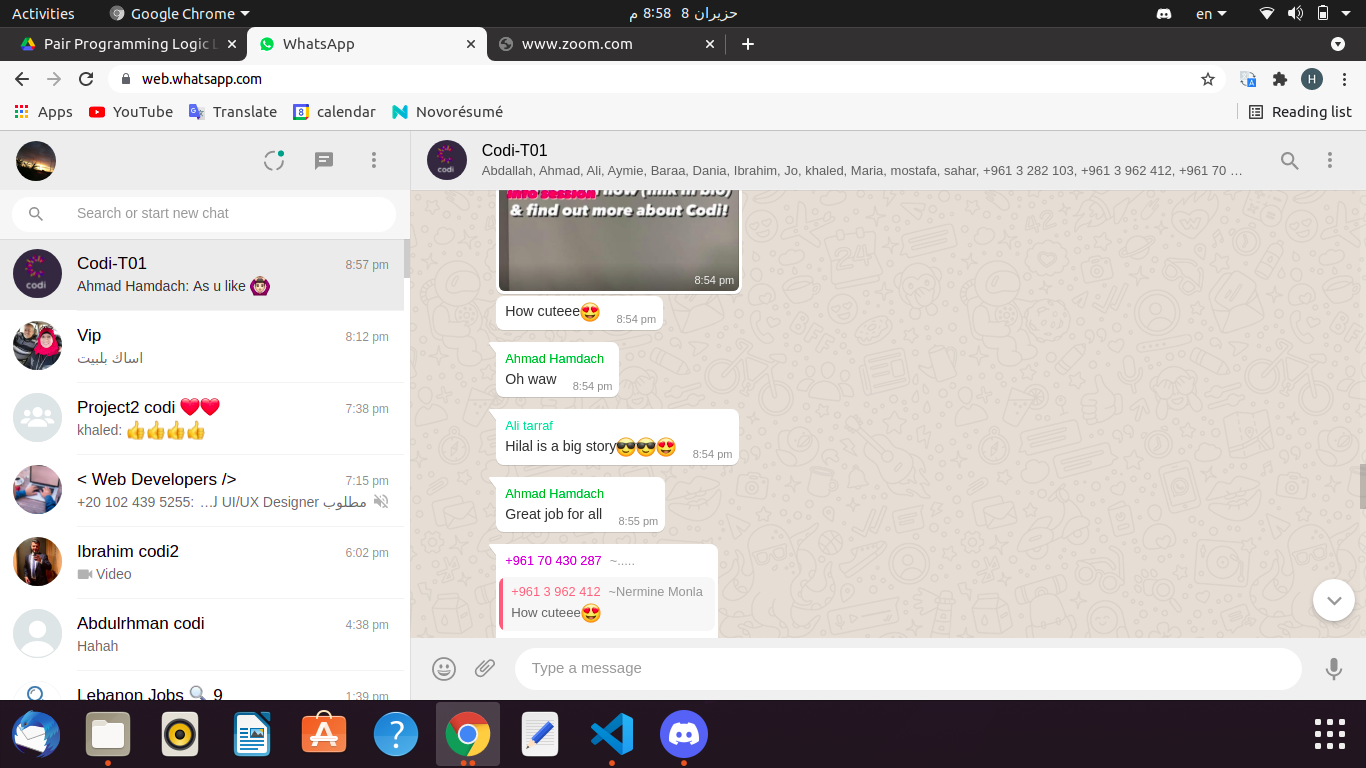 Activities
Google Chrome
حزيران 8  8:58 م
en
Pair Programming Logic L
WhatsApp
www.zoom.com
web.whatsapp.com
H
Apps
YouTube
Translate
calendar
Novorésumé
Reading list
Codi-T01
Abdallah, Ahmad, Ali, Aymie, Baraa, Dania, Ibrahim, Jo, khaled, Maria, mostafa, sahar, +961 3 282 103, +961 3 962 412, +961 70 …
Search or start new chat
Codi-T01
8:57 pm
Ahmad Hamdach: As u like 🙆
Vip
8:12 pm
اساك بلبيت
Project2 codi ❤️❤️
7:38 pm
khaled: 👍👍👍👍
< Web Developers />
7:15 pm
+20 102 439 5255: مطلوب UI/UX Designer ل…
Ibrahim codi2
6:02 pm
Video
Abdulrhman codi
4:38 pm
Hahah
Lebanon Jobs 🔍 9
1:39 pm
info session now (link in bio)
& find out more about Codi!
8:54 pm
How cuteee😍
8:54 pm
Ahmad Hamdach
Oh waw
8:54 pm
Ali tarraf
Hilal is a big story😎😎😍
8:54 pm
Ahmad Hamdach
Great job for all
8:55 pm
+961 70 430 287 ~.....
+961 3 962 412 ~Nermine Monla
How cuteee😍
Type a message